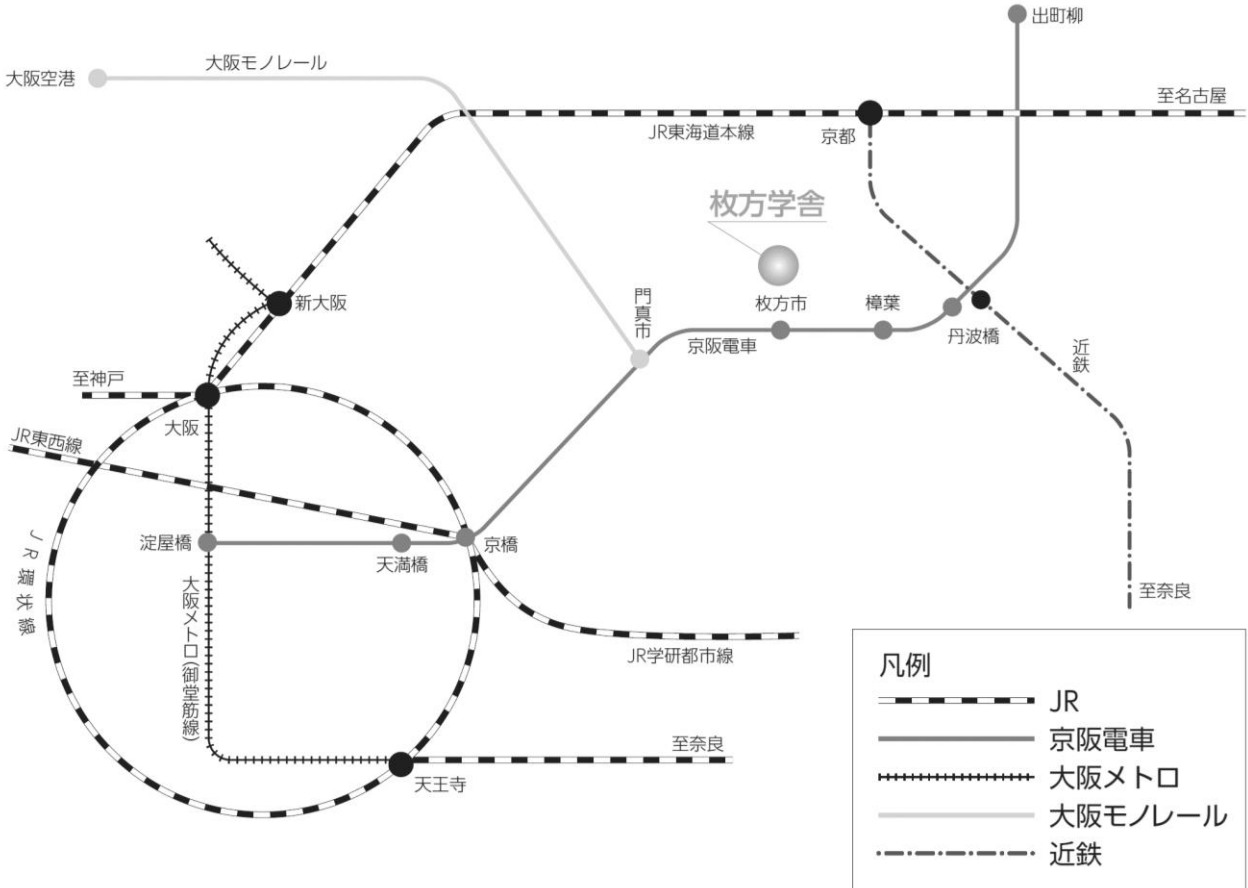 出町柳
大阪モノレール
大阪空港
至名古屋
JR東海道本線
京都
枚方学舎
新大阪
門真市
枚方市
樟葉
京阪電車
丹波橋
近鉄
至神戸
大阪
JR東西線
淀屋橋
天満橋
京橋
JR環状線
大阪メトロ(御堂筋線)
至奈良
JR学研都市線
至奈良
天王寺
凡例
JR
京阪電車
大阪メトロ
大阪モノレール
近鉄